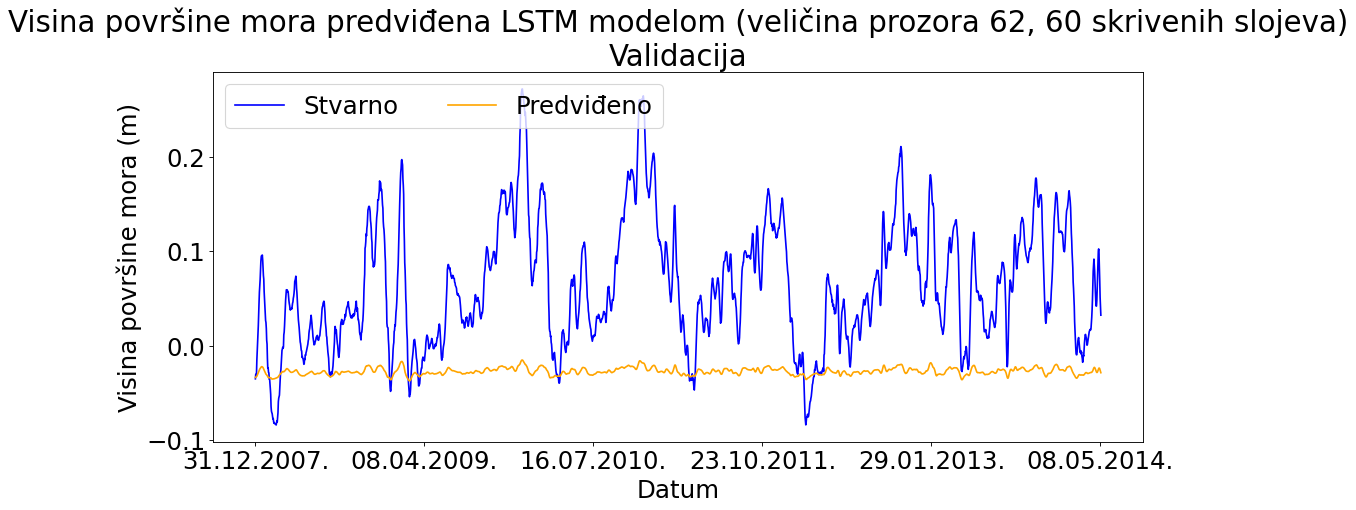 Visina površine mora predviđena LSTM modelom (veličina prozora 62, 60 skrivenih slojeva)
Validacija
Stvarno Predviđeno
Visina površine mora (m)
0.2
0.1
0.0
−0.1
31.12.2007. 08.04.2009. 16.07.2010. 23.10.2011. 29.01.2013. 08.05.2014.
Datum